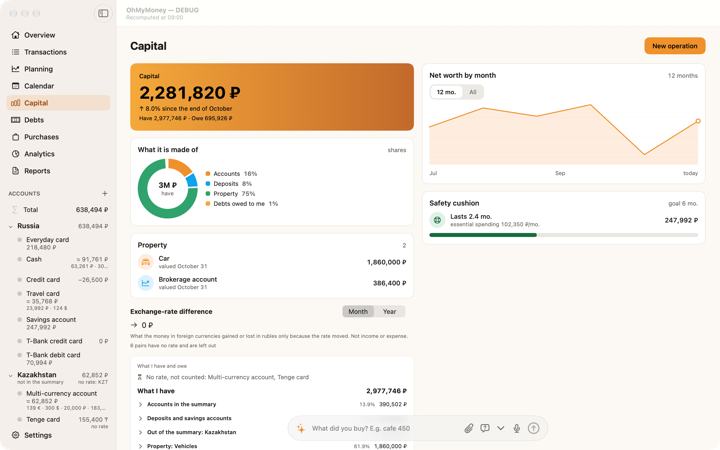 OhMyMoney — DEBUG
Recomputed at 09:00
Overview
Transactions
Planning
Calendar
Capital
Debts
Purchases
Analytics
Reports
ACCOUNTS
Total 638,494 ₽
Russia 638,494 ₽
Everyday card
218,480 ₽
Cash ≈ 91,761 ₽
63,261 ₽ · 30…
Credit card −26,500 ₽
Travel card
≈ 35,768 ₽
23,992 ₽ · 124 $
Savings account
247,992 ₽
T-Bank credit card 0 ₽
T-Bank debit card
70,994 ₽
Kazakhstan 62,852 ₽
not in the summary no rate: KZT
Multi-currency account
≈ 62,852 ₽
139 € · 300 $ · 20,000 ₽ · 183,…
Tenge card 155,400 ₸
no rate
Settings
Capital
New operation
Capital
2,281,820 ₽
↑ 8.0% since the end of October
Have 2,977,746 ₽ · Owe 695,926 ₽
What it is made of shares
3M ₽
have
Accounts 16%
Deposits 8%
Property 75%
Debts owed to me 1%
Property 2
Car
valued October 31
1,860,000 ₽
Brokerage account
valued October 31
386,400 ₽
Exchange-rate difference
Month Year
→ 0 ₽
What the money in foreign currencies gained or lost in rubles only because the rate moved. Not income or expense.
6 pairs have no rate and are left out
What I have and owe
No rate, not counted: Multi-currency account, Tenge card
What I have 2,977,746 ₽
Accounts in the summary 13.9% 390,502 ₽
Deposits and savings accounts
Out of the summary: Kazakhstan
Property: Vehicles 61.9% 1,860,000 ₽
Net worth by month 12 months
12 mo. All
Jul Sep today
Safety cushion goal 6 mo.
Lasts 2.4 mo.
essential spending 102,350 ₽/mo.
247,992 ₽
What did you buy? E.g. cafe 450